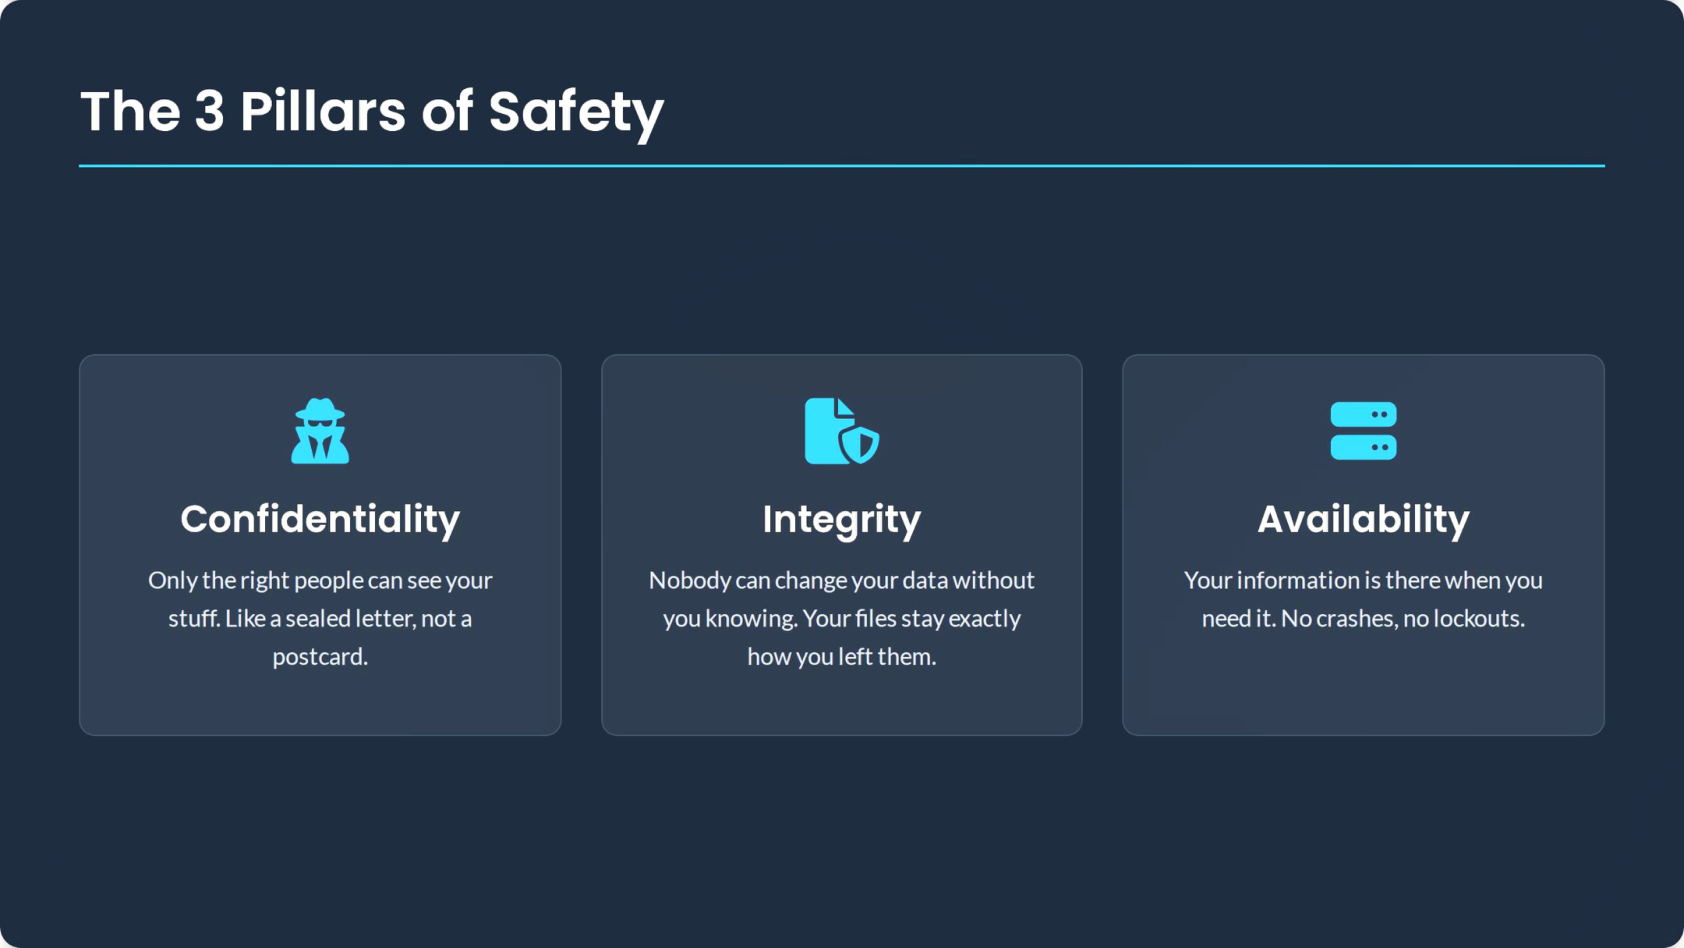 The 3 Pillars of Safety
Confidentiality
Only the right people can see your
stuff. Like a sealed letter, not a
postcard.
Integrity
Nobody can change your data without
you knowing. Your files stay exactly
how you left them.
Availability
Your information is there when you
need it. No crashes, no lockouts.